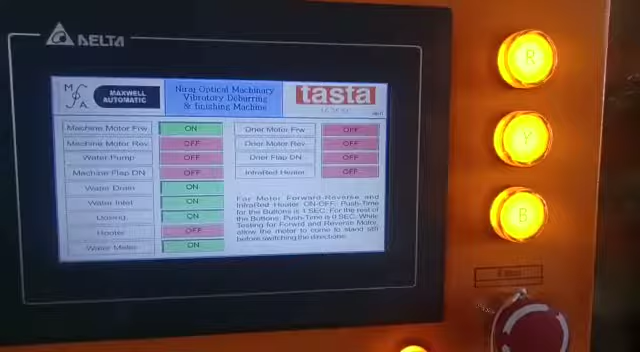 DELTA
M A
MAXWELL
AUTOMATIC
Niraj Optical Machinary
Vibratory Deburring
& finishing Machine
tasta
Machine Motor Frw ON
Machine Motor Rev OFF
Water Pump OFF
Machine Flap DN OFF
Water Drain ON
Water Inlet ON
Dosing ON
Heater OFF
Water Meter ON
Drier Motor Frw OFF
Drier Motor Rev OFF
Drier Flap DN OFF
InfraRed Heater OFF
For Motor Forward-Reverse and
InfraRed Heater ON-OFF: Push-Time
for the Buttons is 1 SEC. For the rest of
the Buttons: Push-Time is 0 SEC. While
Testing for Forwrd and Reverse Motor,
allow the motor to come to stand still
before switching the directions.
R
Y
B